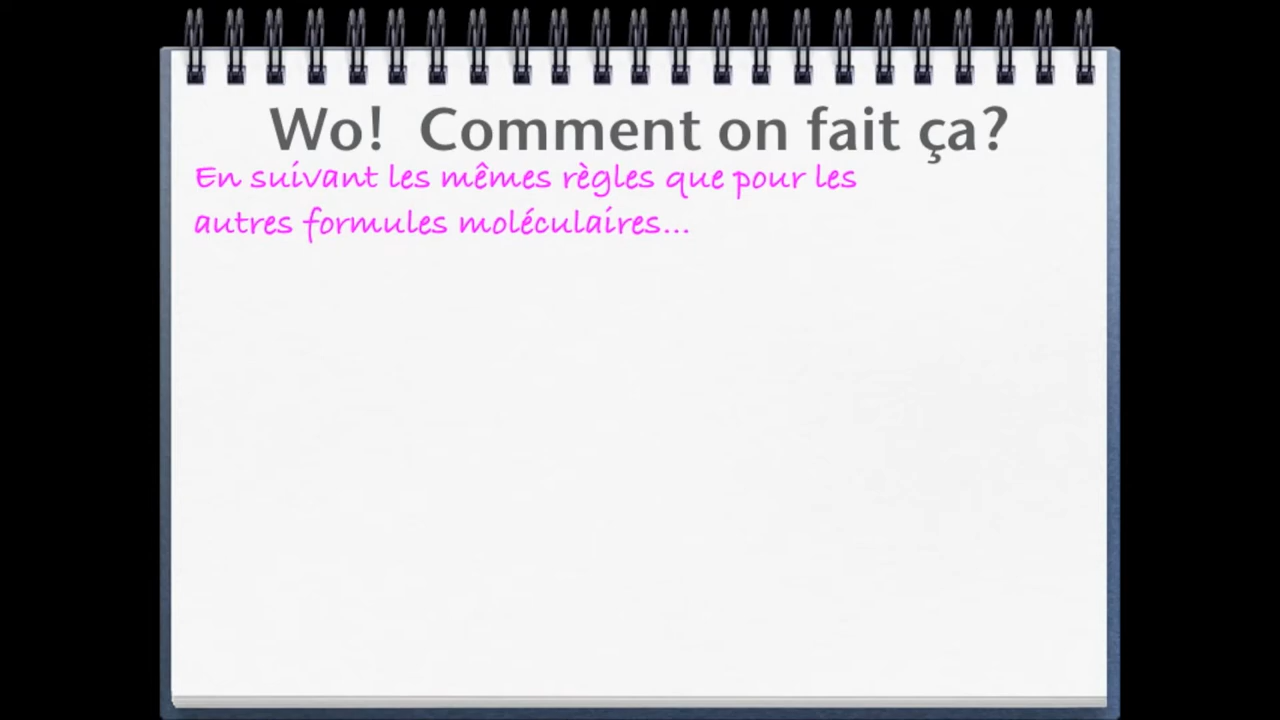 Wo! Comment on fait ça?
En suivant les mêmes règles que pour les
autres formules moléculaires...